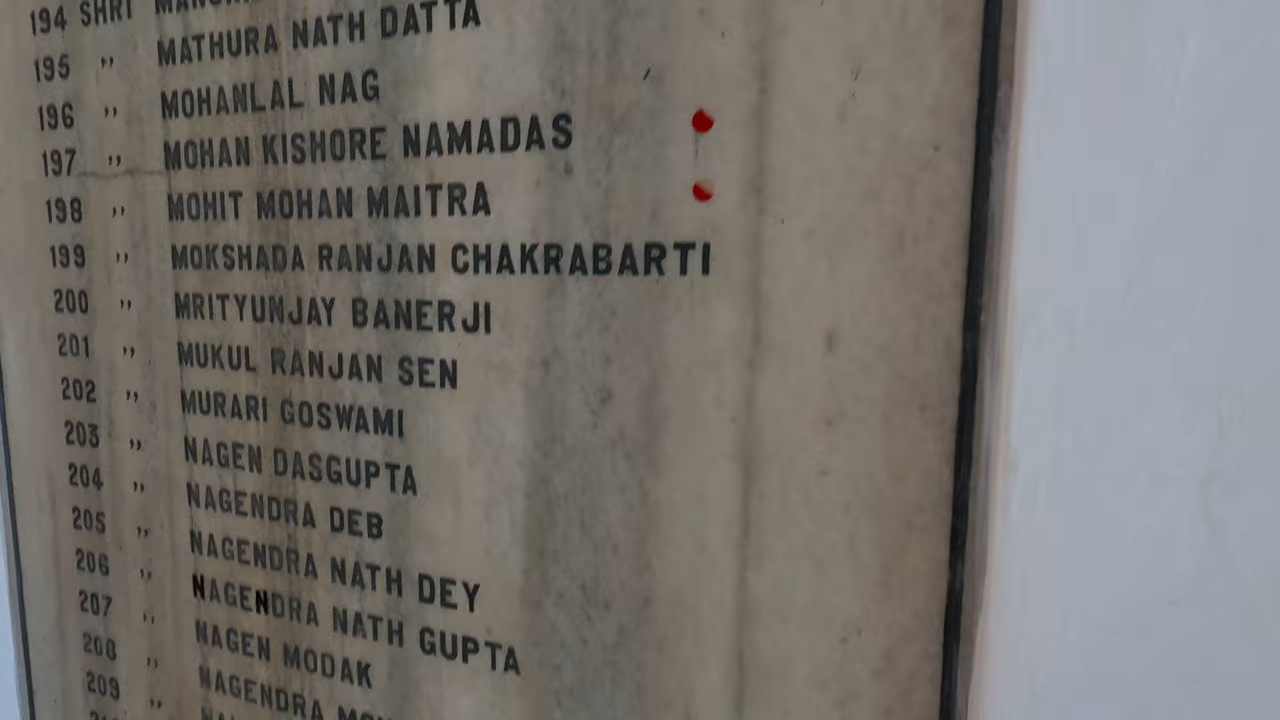 194 SHRI
195 ,, MATHURA NATH DATTA
196 ,, MOHANLAL NAG
197 ,, MOHAN KISHORE NAMADAS
198 ,, MOHIT MOHAN MAITRA
199 ,, MOKSHADA RANJAN CHAKRABARTI
200 ,, MRITYUNJAY BANERJI
201 ,, MUKUL RANJAN SEN
202 ,, MURARI GOSWAMI
203 ,, NAGEN DASGUPTA
204 ,, NAGENDRA DEB
205 ,, NAGENDRA NATH DEY
206 ,, NAGENDRA NATH GUPTA
207 ,, NAGEN MODAK
208 ,, NAGENDRA
209 ,,